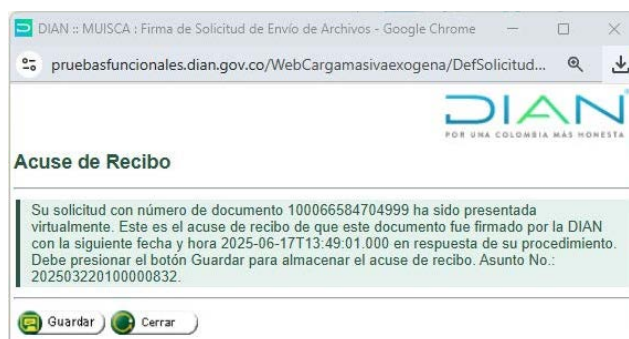 DIAN :: MUISCA : Firma de Solicitud de Envío de Archivos - Google Chrome
pruebasfuncionales.dian.gov.co/WebCargamasivaexogena/DefSolicitud...
DIAN
POR UNA COLOMBIA MÁS HONESTA
Acuse de Recibo
Su solicitud con número de documento 100066584704999 ha sido presentada
virtualmente. Este es el acuse de recibo de que este documento fue firmado por la DIAN
con la siguiente fecha y hora 2025-06-17T13:49:01.000 en respuesta de su procedimiento.
Debe presionar el botón Guardar para almacenar el acuse de recibo. Asunto No.:
202503220100000832.
Guardar Cerrar